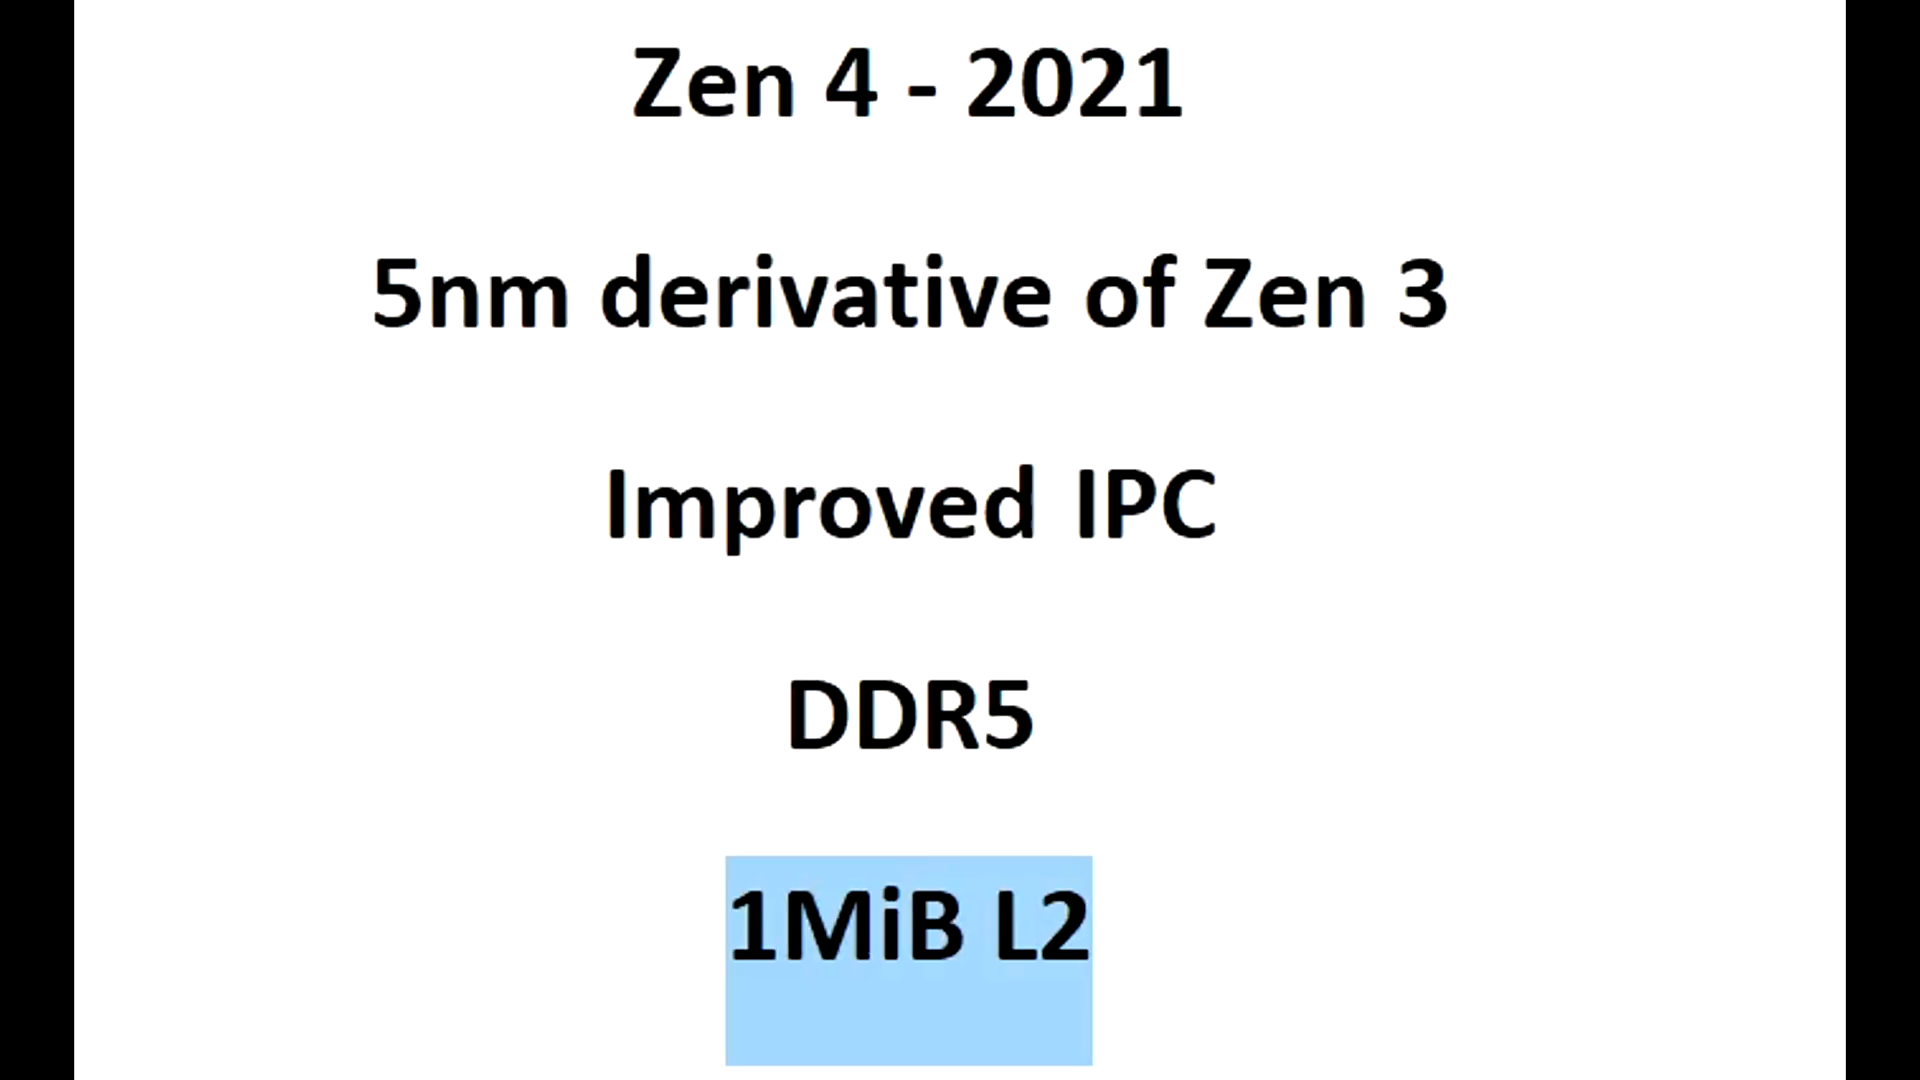 Zen 4 - 2021
5nm derivative of Zen 3
Improved IPC
DDR5
1MiB L2